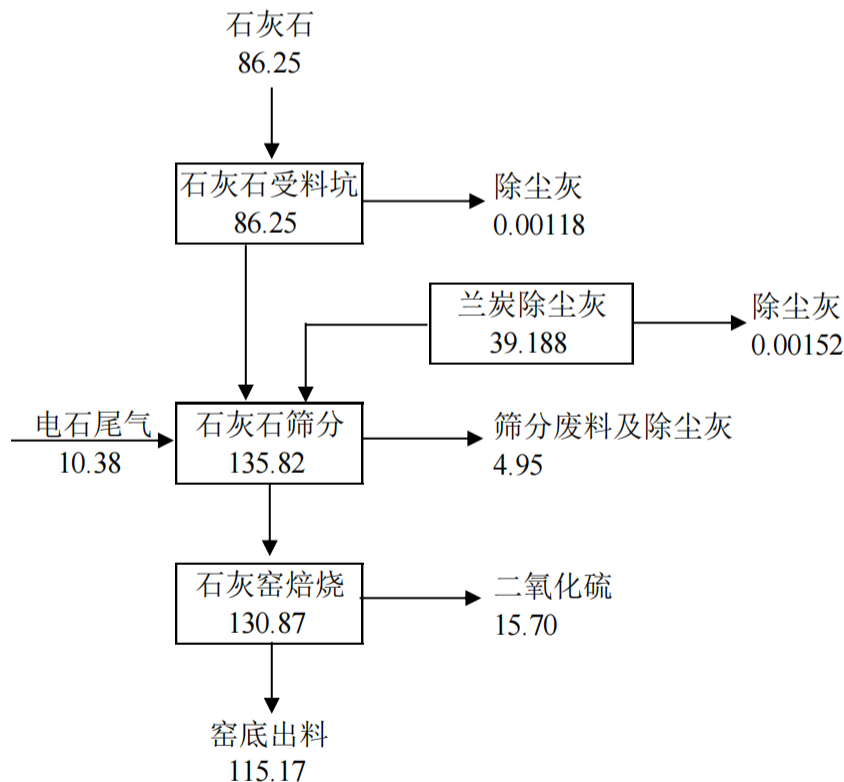 石灰石
86.25
石灰石受料坑
86.25
除尘灰
0.00118
兰炭除尘灰
39.188
除尘灰
0.00152
电石尾气
10.38
石灰石筛分
135.82
筛分废料及除尘灰
4.95
石灰窑焙烧
130.87
二氧化硫
15.70
窑底出料
115.17